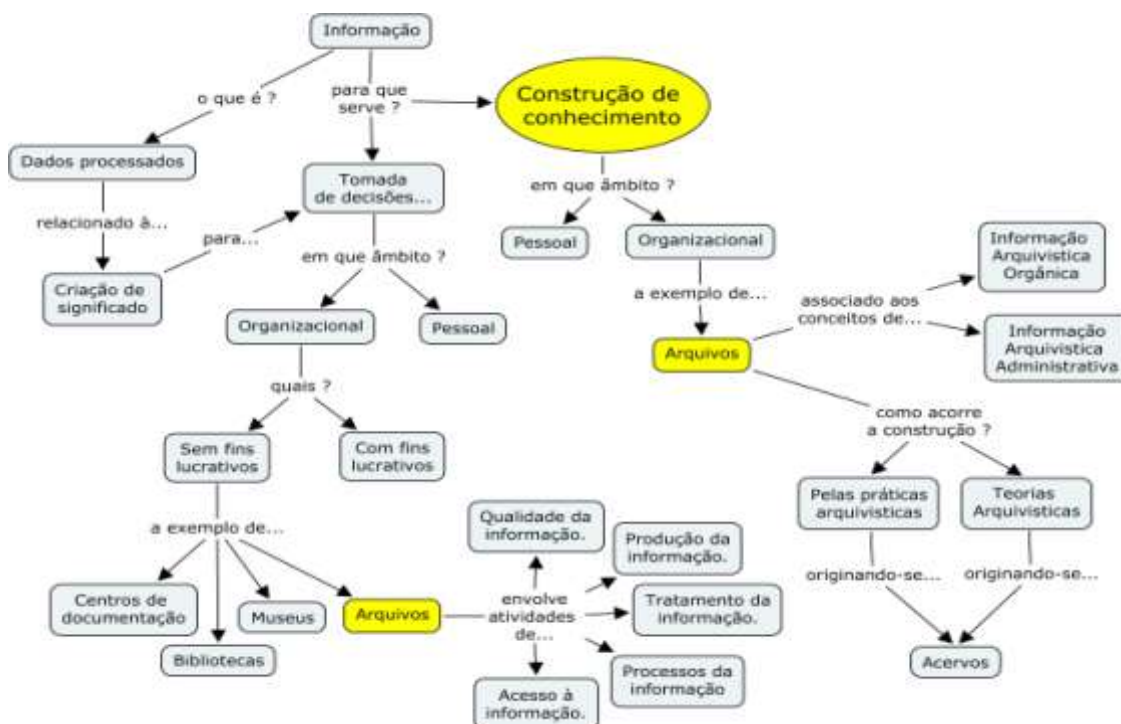 Informação
o que é ?
para que
serve ?
Construção de
conhecimento
Dados processados
Tomada
de decisões...
em que âmbito ?
relacionado à...
para...
Pessoal
Organizacional
Informação
Arquivistica
Orgânica
Criação de
significado
em que âmbito ?
a exemplo de...
associado aos
conceitos de...
Organizacional
Pessoal
Arquivos
Informação
Arquivistica
Administrativa
quais ?
como acorre
a construção ?
Sem fins
lucrativos
Com fins
lucrativos
Pelas práticas
arquivisticas
Teorias
Arquivisticas
a exemplo de...
Qualidade da
informação.
Produção da
informação.
originando-se...
originando-se...
Centros de
documentação
Museus
Arquivos
envolve
atividades
de...
Tratamento da
informação.
Bibliotecas
Processos da
informação
Acervos
Acesso à
informação.